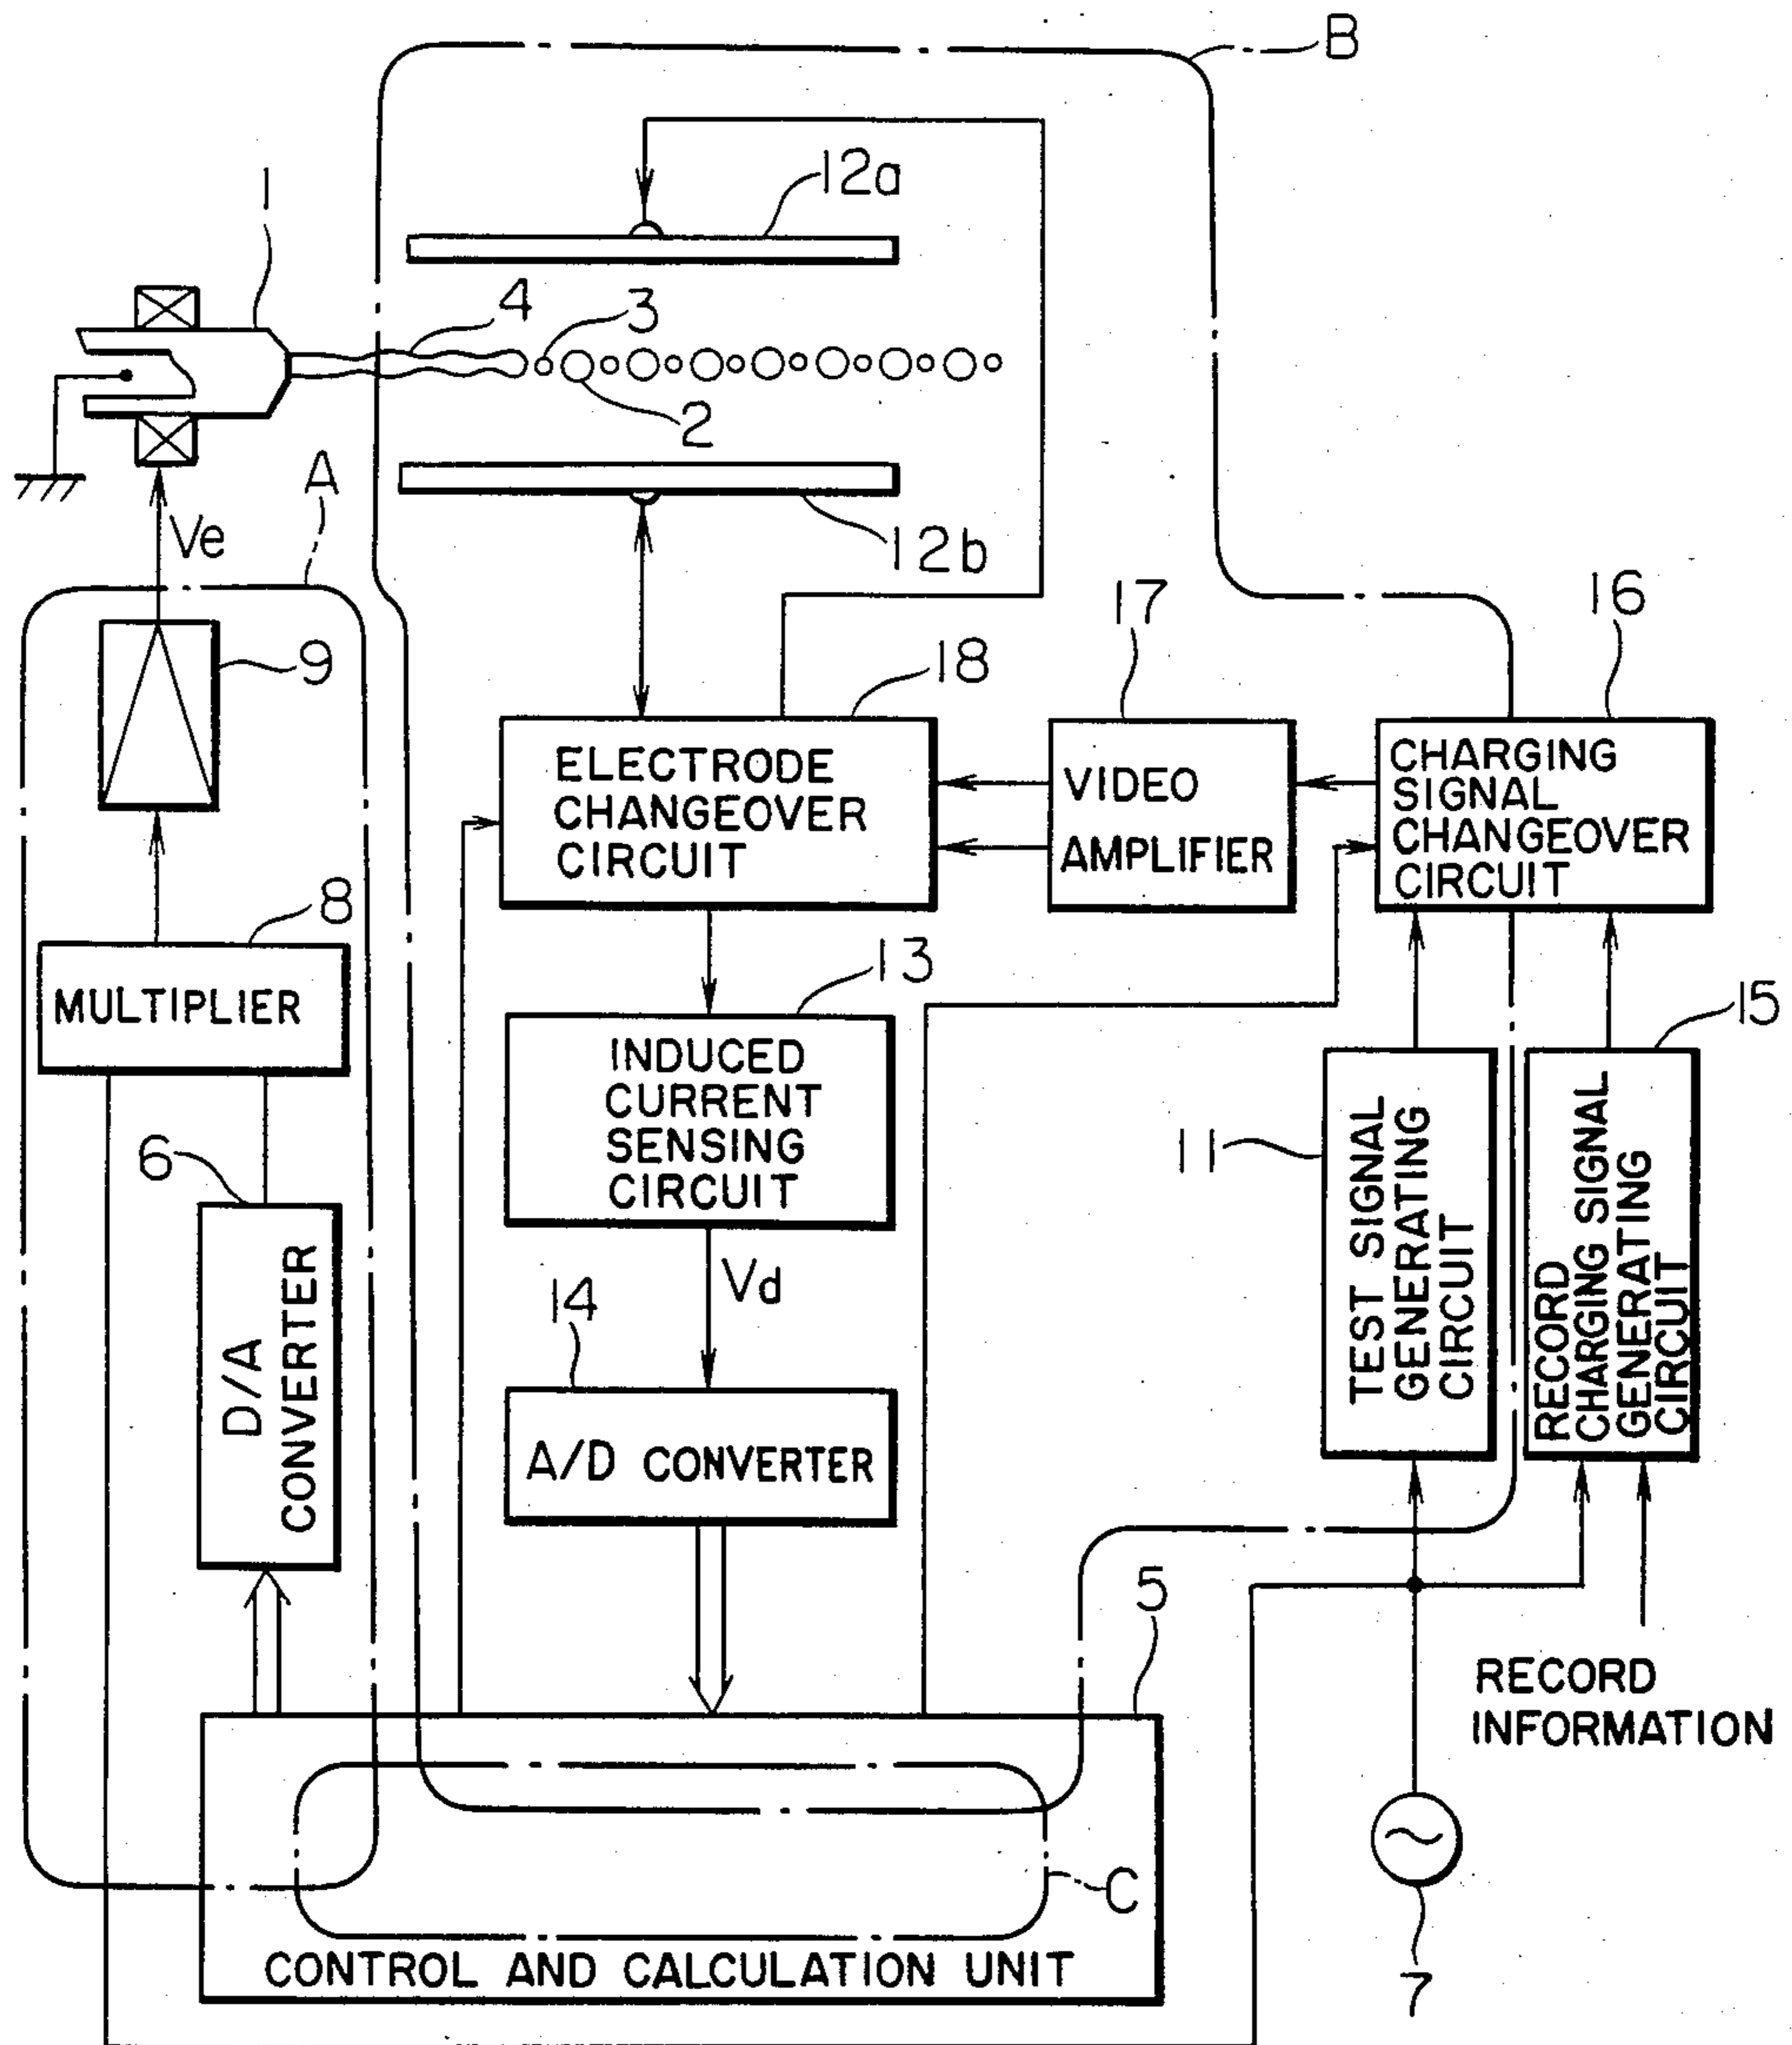 B
12a
1
4
3
2
A
Ve
12b
17
16
9
18
ELECTRODE
CHANGEOVER
CIRCUIT
VIDEO
AMPLIFIER
CHARGING
SIGNAL
CHANGEOVER
CIRCUIT
8
MULTIPLIER
13
15
INDUCED
CURRENT
SENSING
CIRCUIT
11
TEST SIGNAL
GENERATING
CIRCUIT
RECORD
CHARGING SIGNAL
GENERATING
CIRCUIT
6
Vd
14
D/A
CONVERTER
A/D CONVERTER
5
RECORD
INFORMATION
C
CONTROL AND CALCULATION UNIT
7